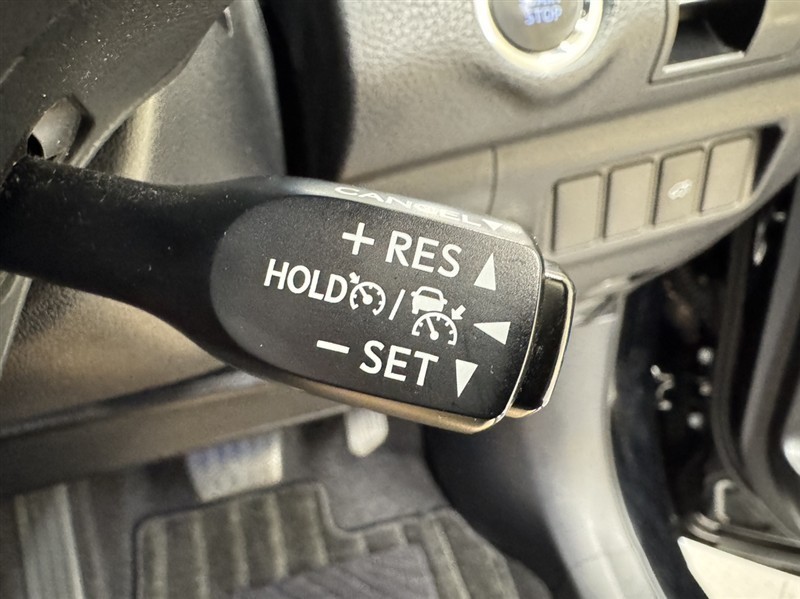 STOP
CANCEL
+ RES
HOLD /
− SET